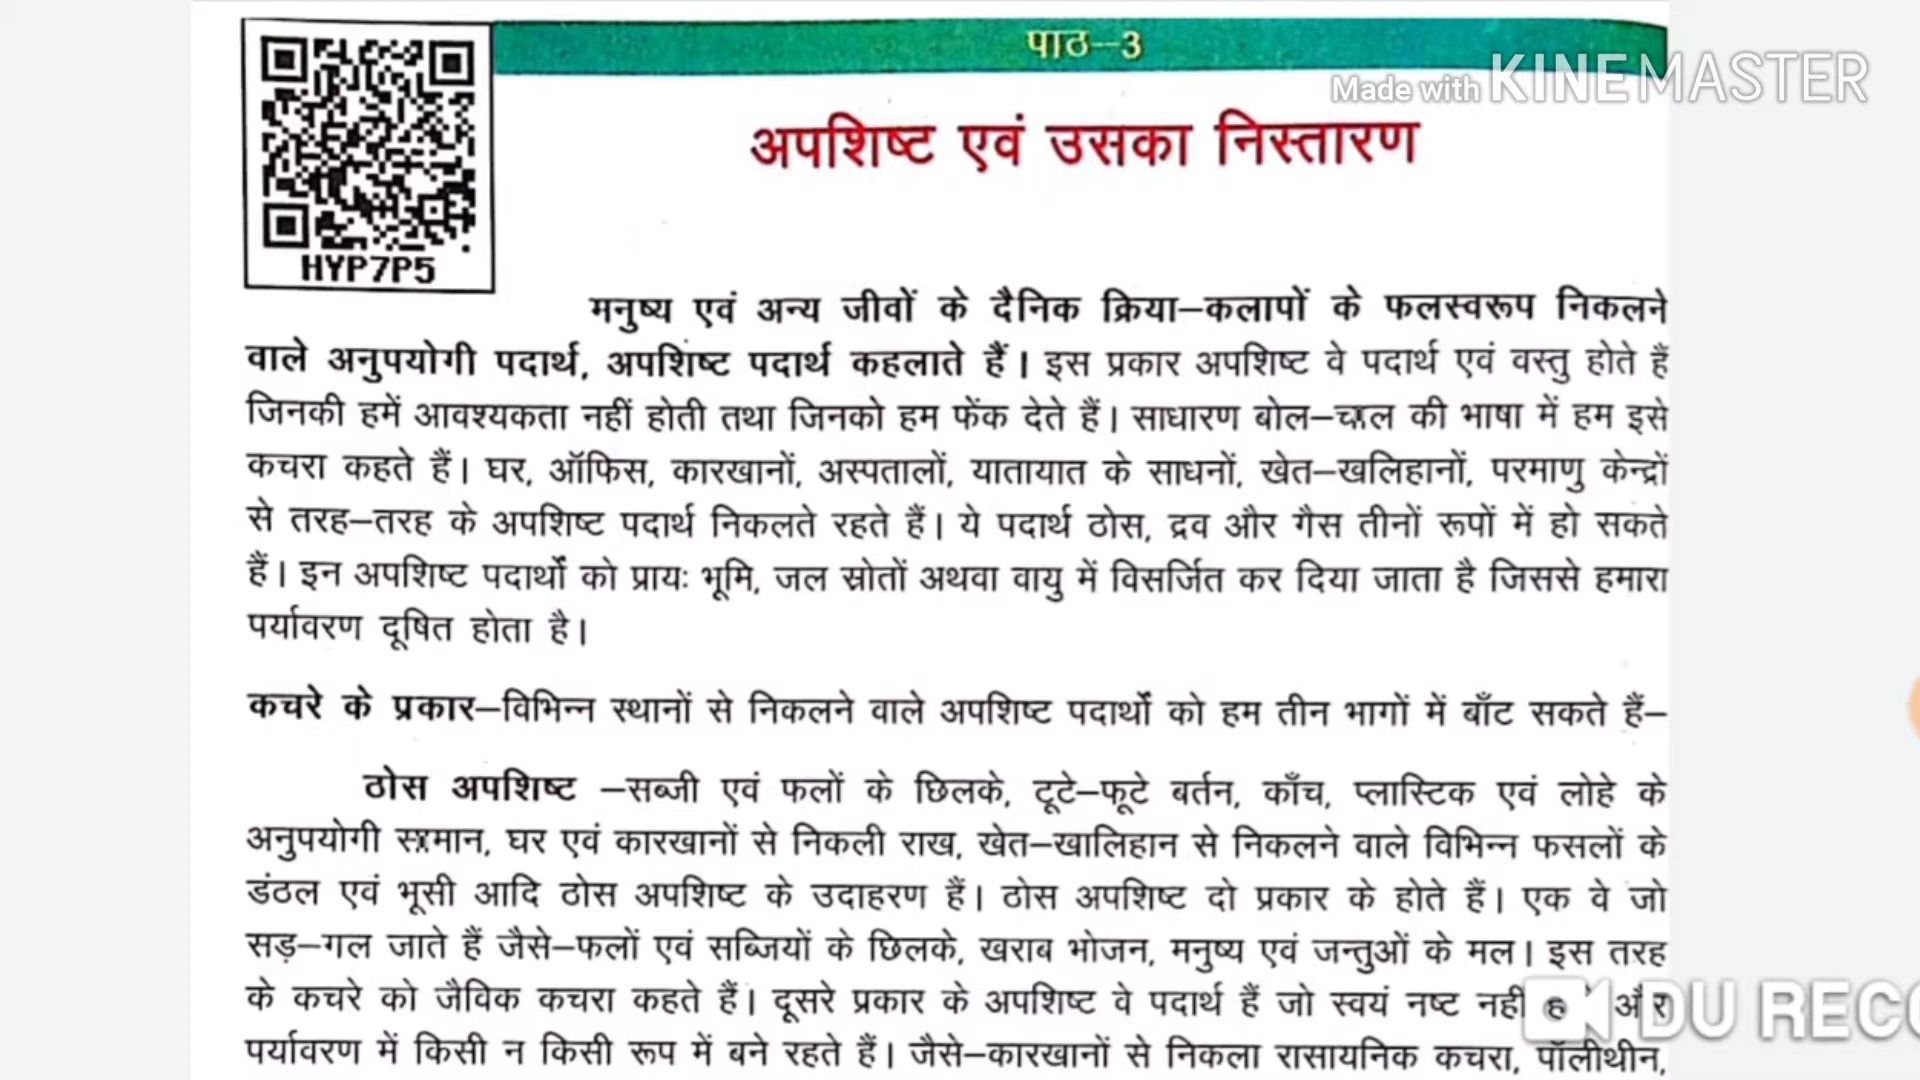 पाठ–3
Made with KINEMASTER
अपशिष्ट एवं उसका निस्तारण
HYP7P5
मनुष्य एवं अन्य जीवों के दैनिक क्रिया–कलापों के फलस्वरूप निकलने
वाले अनुपयोगी पदार्थ, अपशिष्ट पदार्थ कहलाते हैं। इस प्रकार अपशिष्ट वे पदार्थ एवं वस्तु होते हैं
जिनकी हमें आवश्यकता नहीं होती तथा जिनको हम फेंक देते हैं। साधारण बोल–चाल की भाषा में हम इसे
कचरा कहते हैं। घर, ऑफिस, कारखानों, अस्पतालों, यातायात के साधनों, खेत–खलिहानों, परमाणु केन्द्रों
से तरह–तरह के अपशिष्ट पदार्थ निकलते रहते हैं। ये पदार्थ ठोस, द्रव और गैस तीनों रूपों में हो सकते
हैं। इन अपशिष्ट पदार्थों को प्रायः भूमि, जल स्रोतों अथवा वायु में विसर्जित कर दिया जाता है जिससे हमारा
पर्यावरण दूषित होता है।
कचरे के प्रकार–विभिन्न स्थानों से निकलने वाले अपशिष्ट पदार्थों को हम तीन भागों में बाँट सकते हैं–
ठोस अपशिष्ट –सब्जी एवं फलों के छिलके, टूटे–फूटे बर्तन, काँच, प्लास्टिक एवं लोहे के
अनुपयोगी सामान, घर एवं कारखानों से निकली राख, खेत–खालिहान से निकलने वाले विभिन्न फसलों के
डंठल एवं भूसी आदि ठोस अपशिष्ट के उदाहरण हैं। ठोस अपशिष्ट दो प्रकार के होते हैं। एक वे जो
सड़–गल जाते हैं जैसे–फलों एवं सब्जियों के छिलके, खराब भोजन, मनुष्य एवं जन्तुओं के मल। इस तरह
के कचरे को जैविक कचरा कहते हैं। दूसरे प्रकार के अपशिष्ट वे पदार्थ हैं जो स्वयं नष्ट नहीं और
DU REC
पर्यावरण में किसी न किसी रूप में बने रहते हैं। जैसे–कारखानों से निकला रासायनिक कचरा, पॉलीथीन,